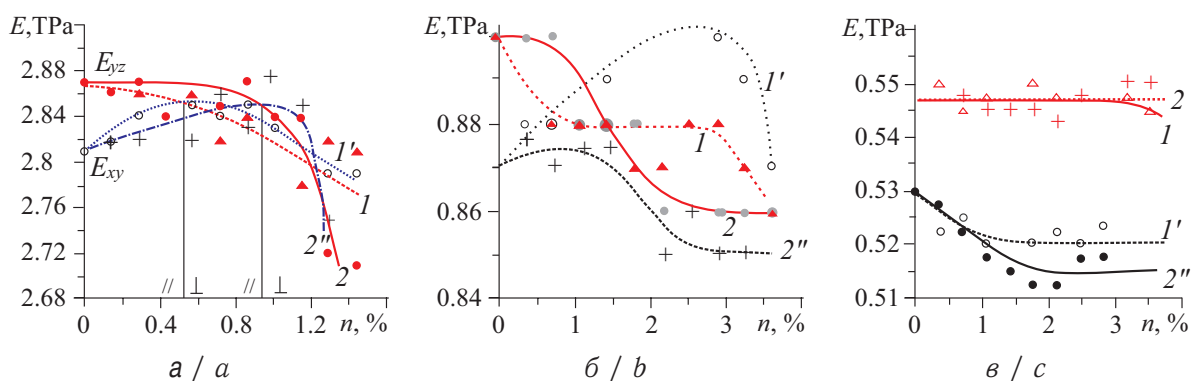 E,TPa
2.88
2.84
2.80
2.76
2.72
2.68
E_yz
E_xy
1'
1
2"
2
// ⊥ // ⊥
0 0.4 0.8 1.2 n, %
а / a
E,TPa
0.88
0.86
0.84
1'
1
2
2"
0 1 2 3 n, %
б / b
E,TPa
0.55
0.54
0.53
0.52
0.51
2
1
1'
2"
0 1 2 3 n, %
в / c